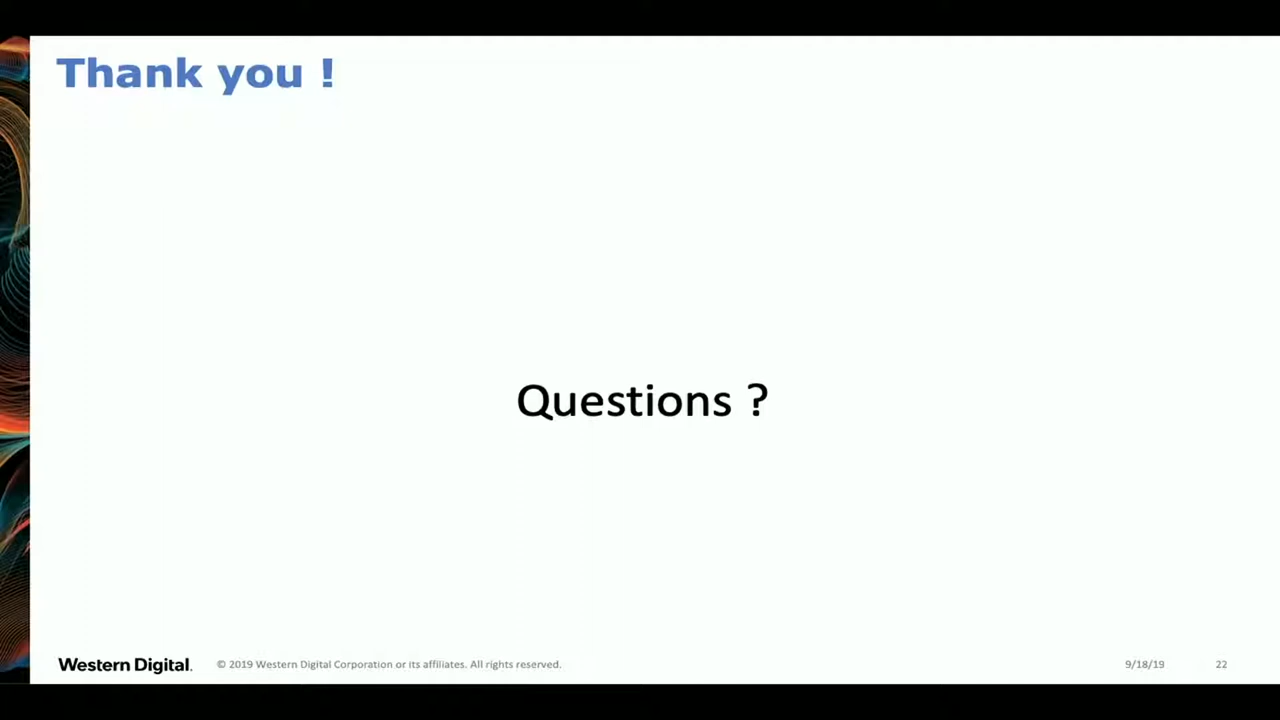 Thank you !
Questions ?
Western Digital.
© 2019 Western Digital Corporation or its affiliates. All rights reserved.
9/18/19
22